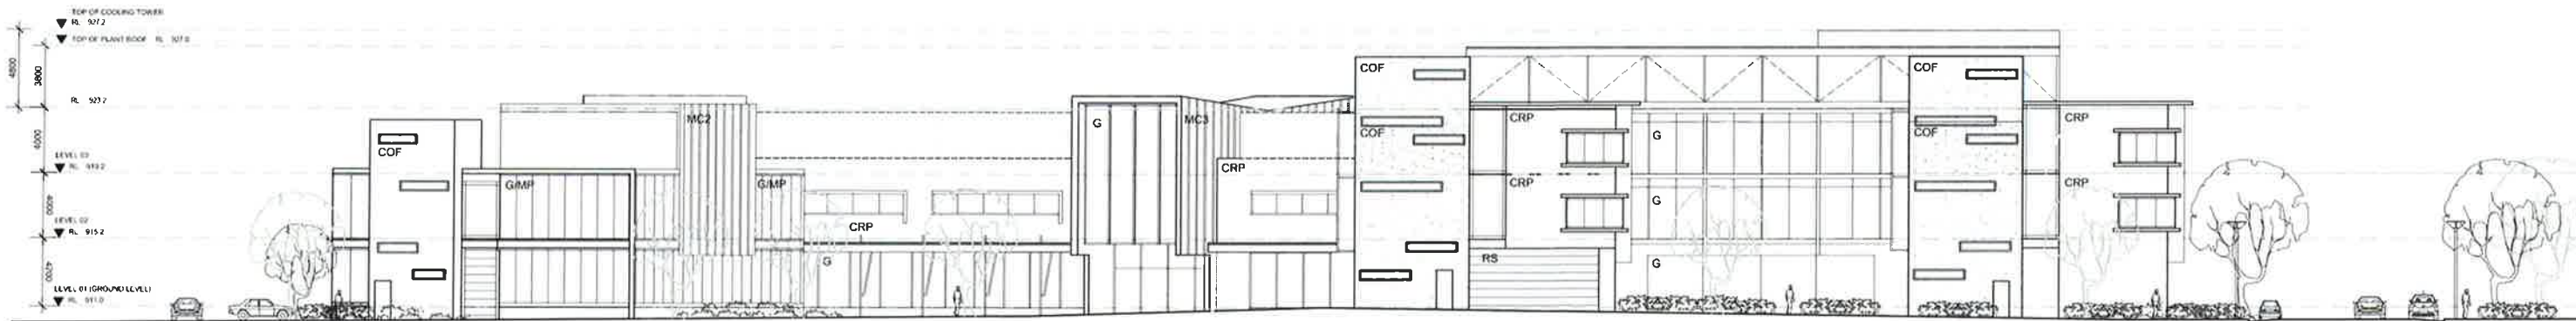 TOP OF COOLING TOWER
RL 927.2
TOP OF PLANT ROOF RL 927.0
4800
3800
RL 923.2
4000
LEVEL 03
RL 919.2
4000
LEVEL 02
RL 915.2
4200
LEVEL 01 (GROUND LEVEL)
RL 911.0
COF
G/MP
MC2
G/MP
CRP
G
G
MC3
CRP
COF
COF
CRP
CRP
RS
G
G
G
COF
COF
CRP
CRP